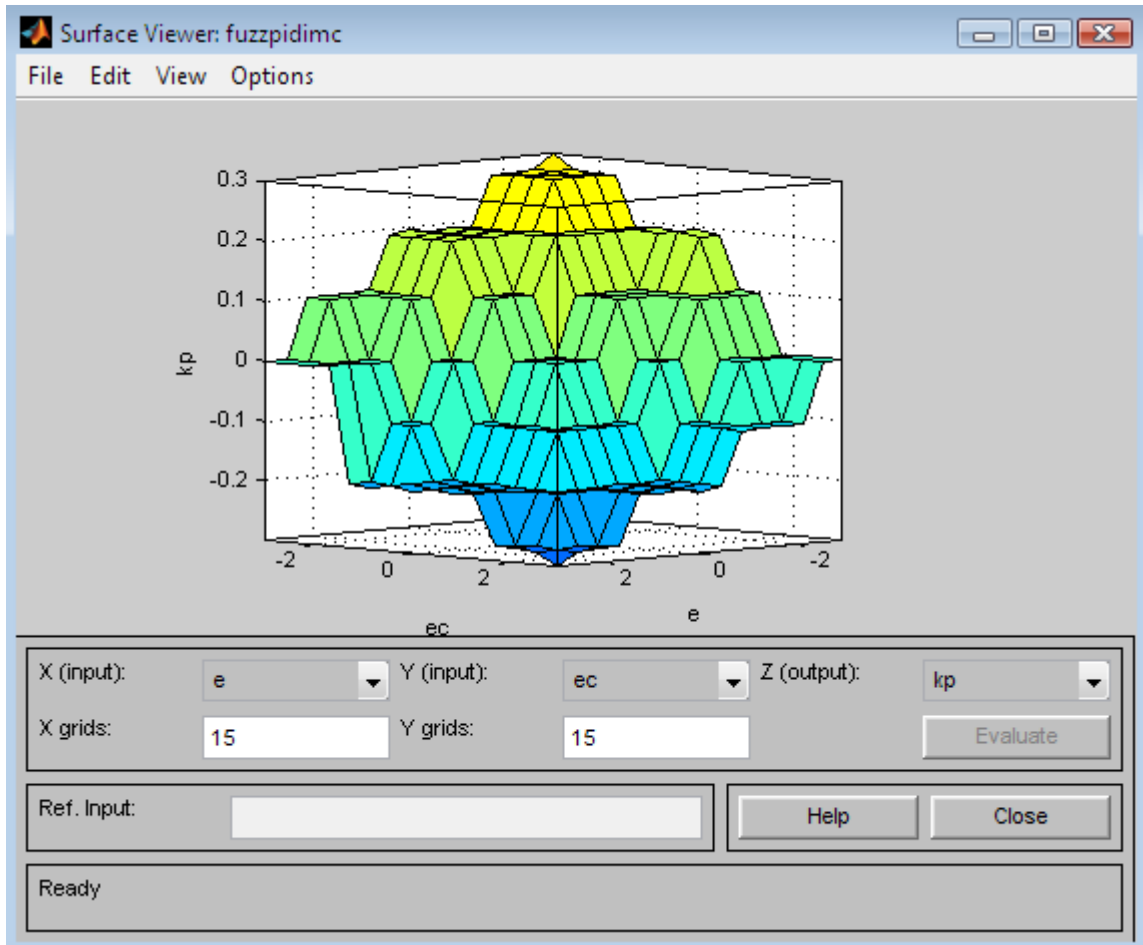 Surface Viewer: fuzzpidimc
File Edit View Options
0.3
0.2
0.1
0
-0.1
-0.2
kp
-2
0
2
2
0
-2
ec
e
X (input): e Y (input): ec Z (output): kp
X grids: 15 Y grids: 15 Evaluate
Ref. Input: Help Close
Ready